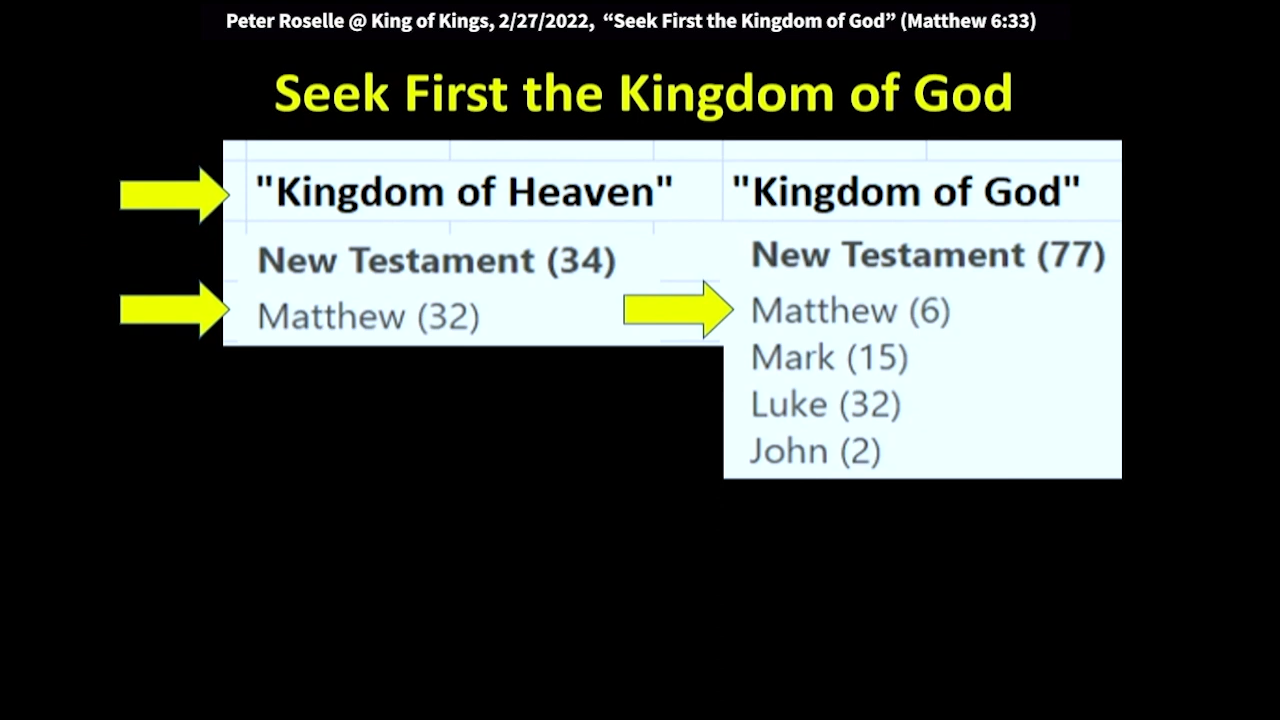 Peter Roselle @ King of Kings, 2/27/2022, “Seek First the Kingdom of God” (Matthew 6:33)
Seek First the Kingdom of God
"Kingdom of Heaven"
New Testament (34)
Matthew (32)
"Kingdom of God"
New Testament (77)
Matthew (6)
Mark (15)
Luke (32)
John (2)